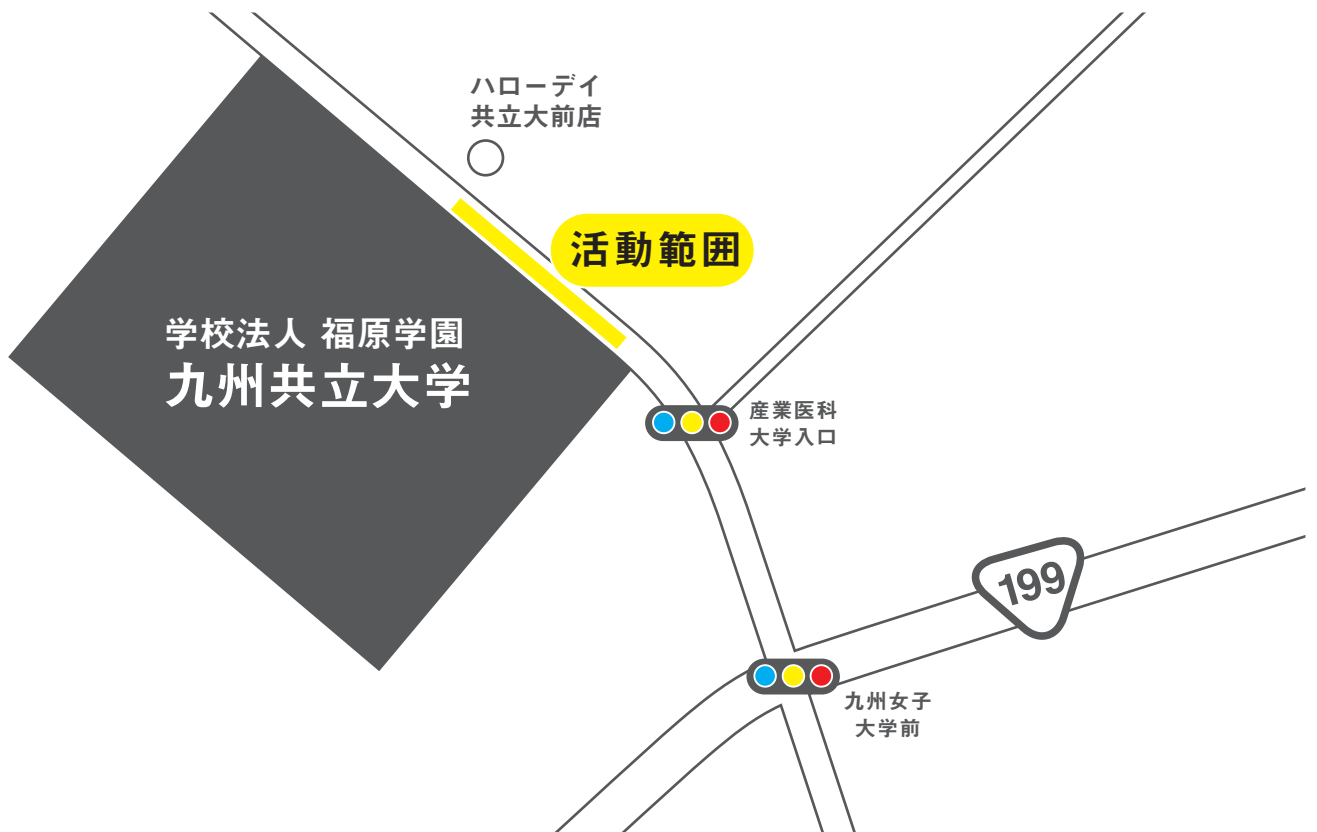 ハローデイ
共立大前店
活動範囲
学校法人 福原学園
九州共立大学
産業医科
大学入口
199
九州女子
大学前